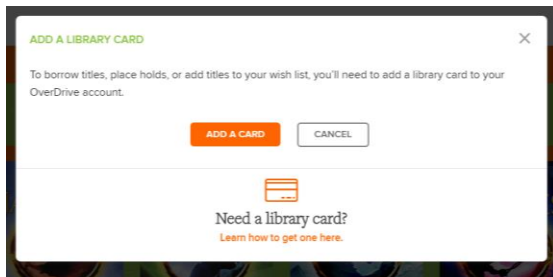 ADD A LIBRARY CARD
To borrow titles, place holds, or add titles to your wish list, you'll need to add a library card to your
OverDrive account.
ADD A CARD
CANCEL
Need a library card?
Learn how to get one here.